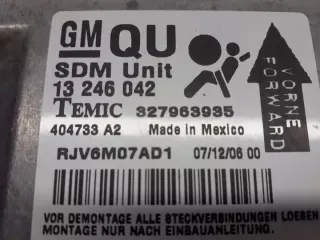 GM QU
SDM Unit
13 246 042
TEMIC 327963935
404733 A2 Made in Mexico
RJV6M07AD1 07/12/06 00
VORNE
FORWARD
VOR DEMONTAGE ALLE STECKVERBINDUNGEN LOESEN
MONTAGE NUR NACH EINBAUANLEITUNG.